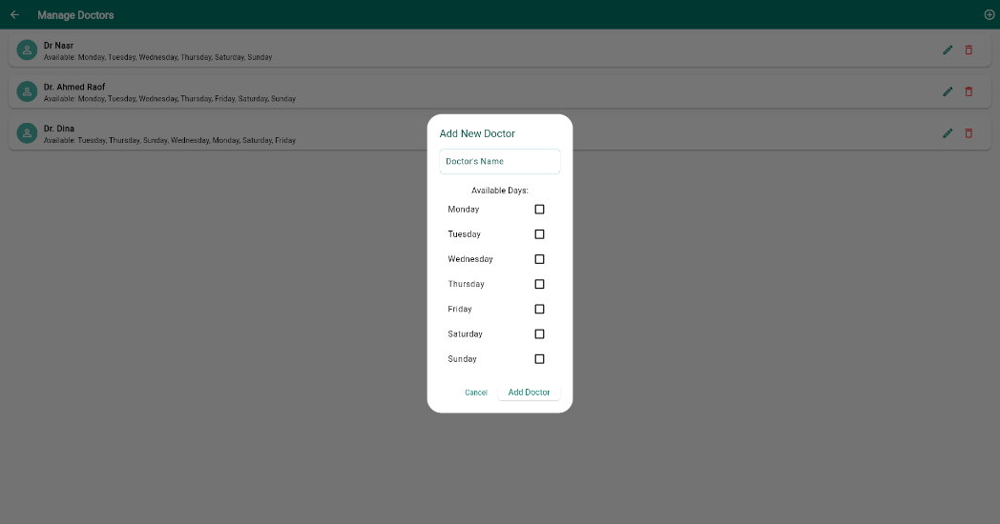 Manage Doctors
Dr Nasr
Available: Monday, Tuesday, Wednesday, Thursday, Saturday, Sunday
Dr. Ahmed Raof
Available: Monday, Tuesday, Wednesday, Thursday, Friday, Saturday, Sunday
Dr. Dina
Available: Tuesday, Thursday, Sunday, Wednesday, Monday, Saturday, Friday
Add New Doctor
Doctor's Name
Available Days:
Monday
Tuesday
Wednesday
Thursday
Friday
Saturday
Sunday
Cancel
Add Doctor